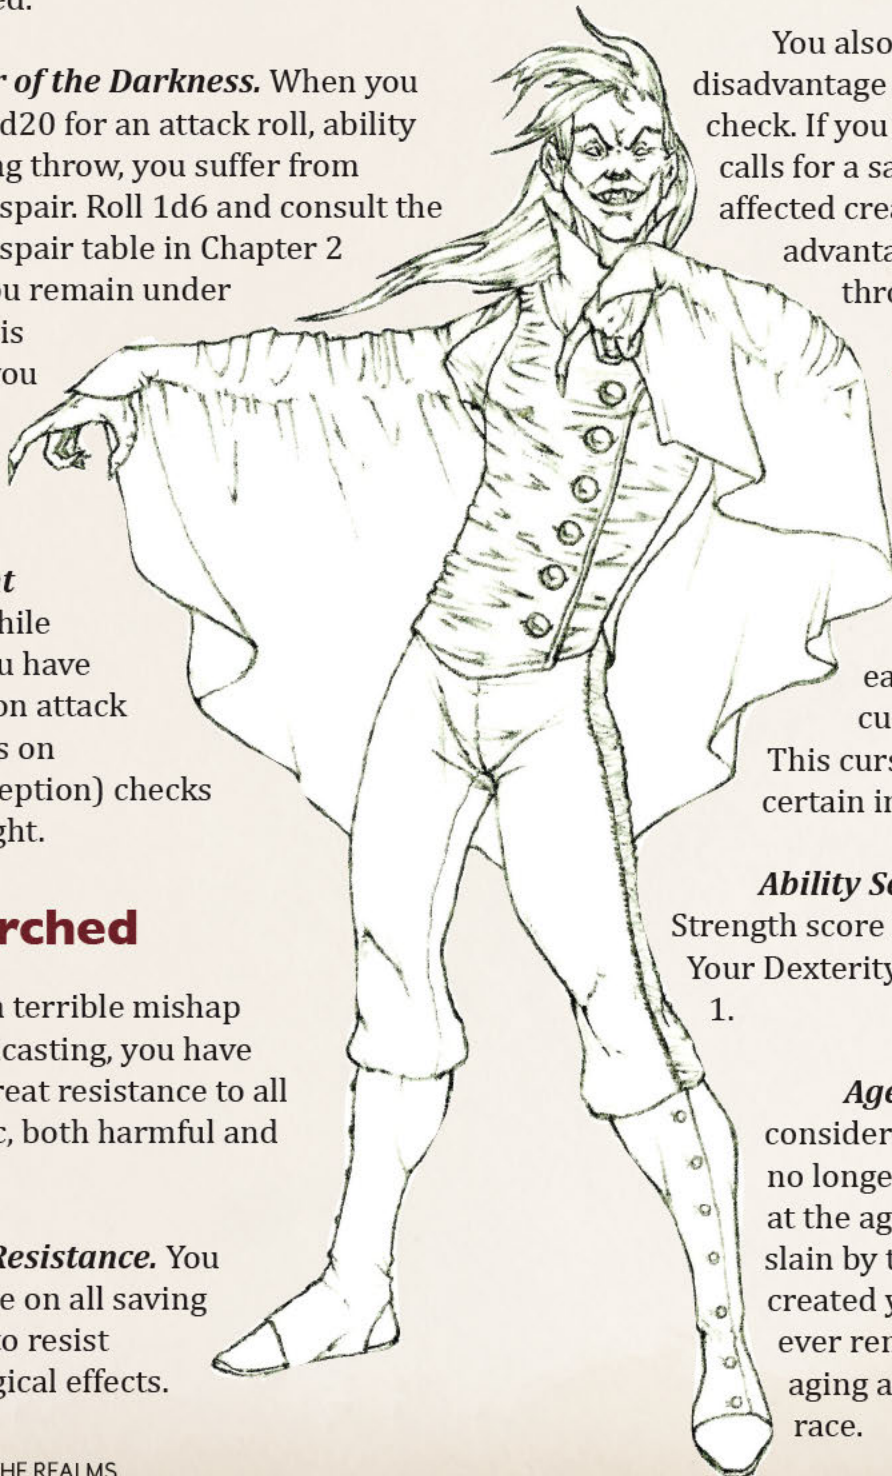 ed.
r of the Darkness. When you
d20 for an attack roll, ability
ng throw, you suffer from
spair. Roll 1d6 and consult the
spair table in Chapter 2
ou remain under
is
you
nt
hile
u have
on attack
s on
eption) checks
ght.
rched
n terrible mishap
casting, you have
reat resistance to all
c, both harmful and
Resistance. You
e on all saving
to resist
gical effects.
HE REALMS
You also
disadvantage
check. If you
calls for a sa
affected crea
advanta
thro
ea
cu
This curs
certain in
Ability Sc
Strength score
Your Dexterity
1.
Age
consider
no longe
at the ag
slain by t
created y
ever ren
aging a
race.